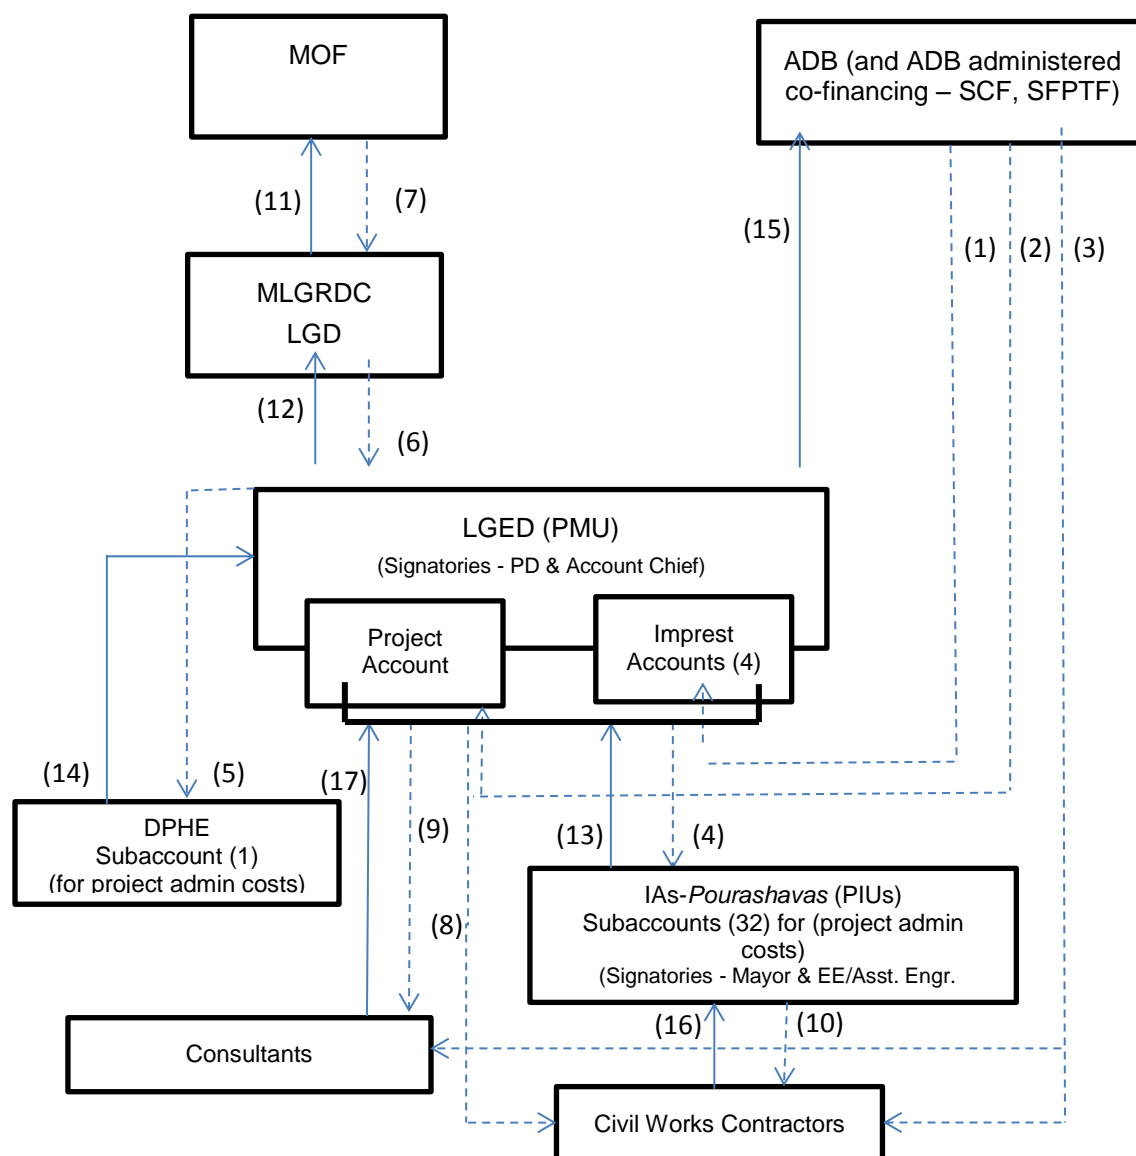 MOF
ADB (and ADB administered
co-financing – SCF, SFPTF)
(11)
(7)
(15)
(1)
(2)
(3)
MLGRDC
LGD
(12)
(6)
LGED (PMU)
(Signatories - PD & Account Chief)
Project
Account
Imprest
Accounts (4)
(14)
(5)
(17)
(9)
(13)
(4)
DPHE
Subaccount (1)
(for project admin costs)
(8)
IAs-Pourashavas (PIUs)
Subaccounts (32) for (project admin
costs)
(Signatories - Mayor & EE/Asst. Engr.
(16)
(10)
Consultants
Civil Works Contractors